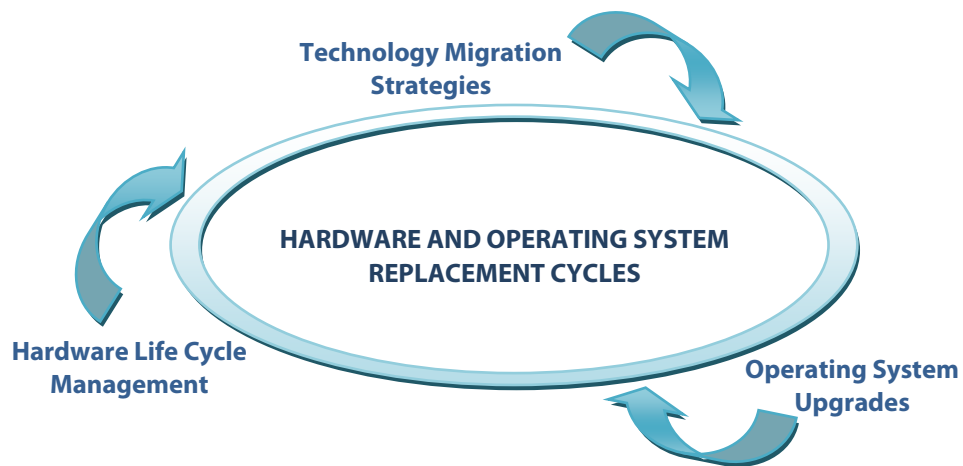 Technology Migration
Strategies
HARDWARE AND OPERATING SYSTEM
REPLACEMENT CYCLES
Hardware Life Cycle
Management
Operating System
Upgrades